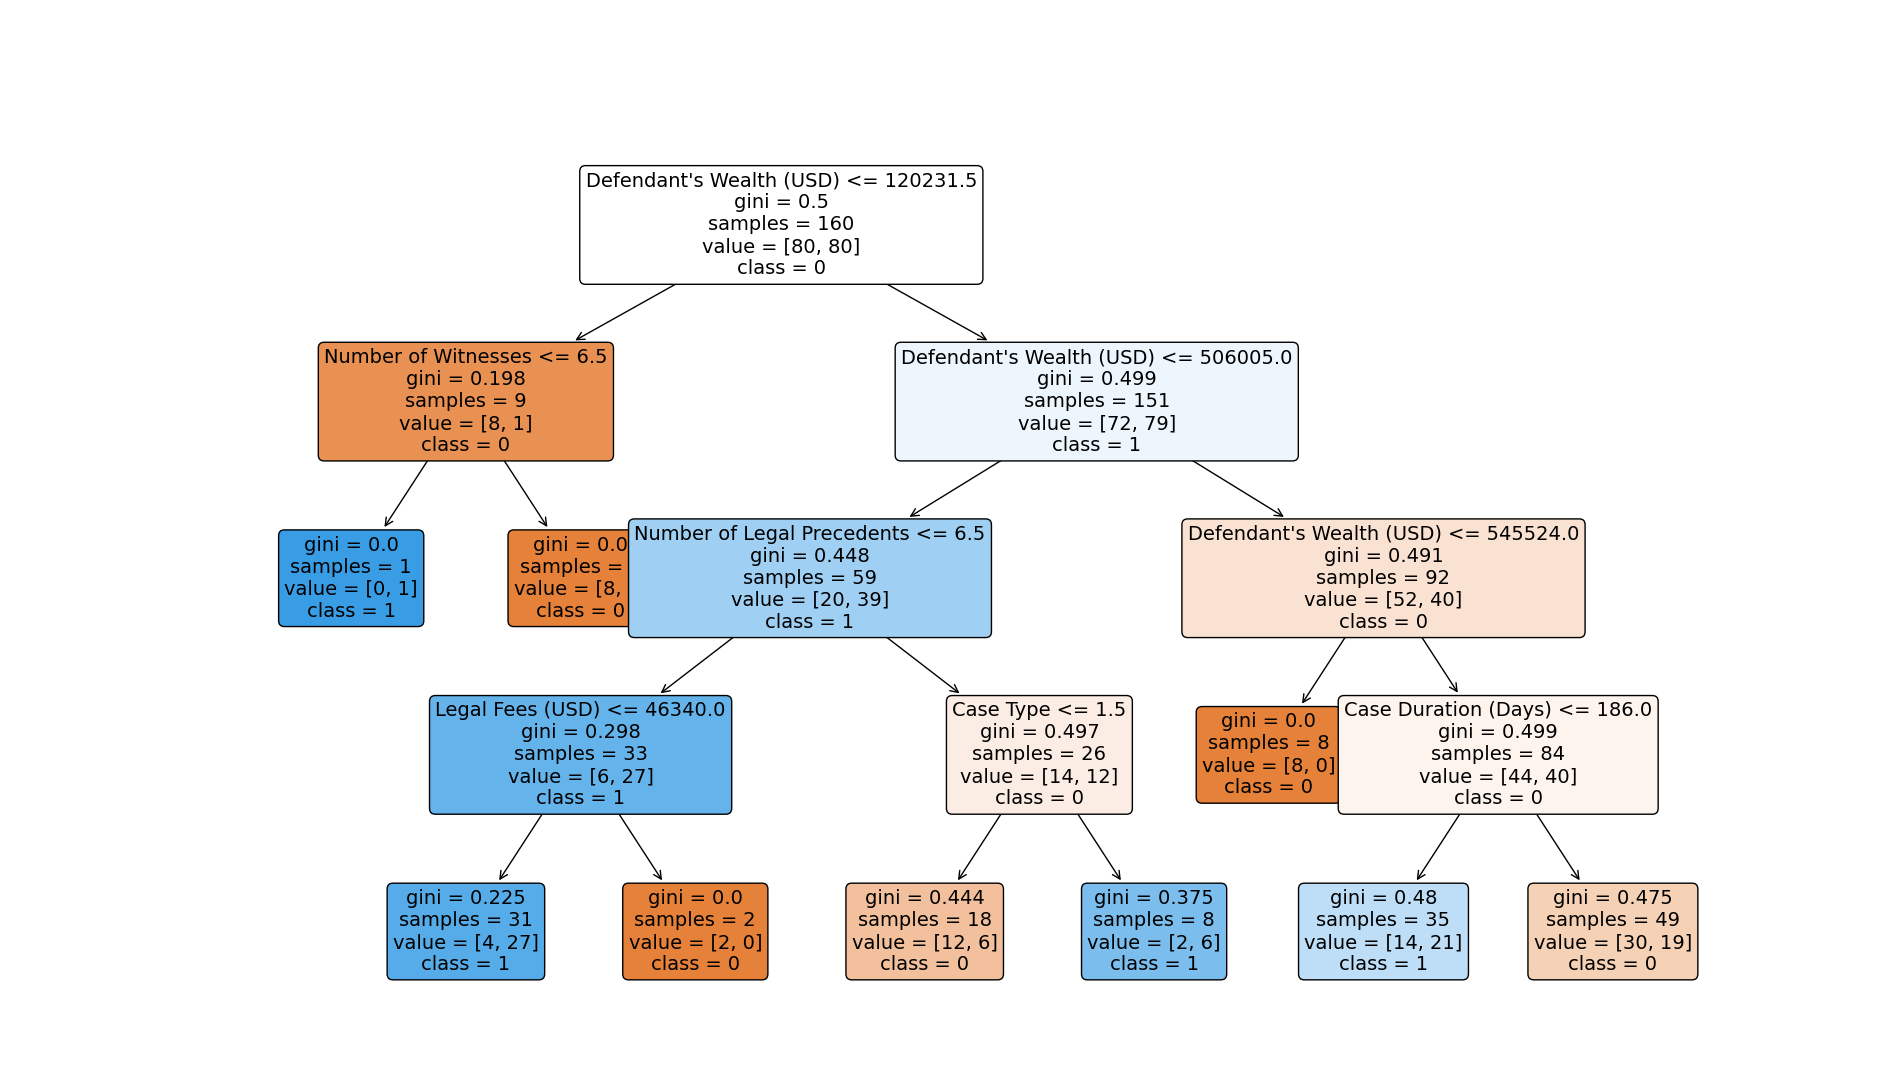 Defendant's Wealth (USD) <= 120231.5
gini = 0.5
samples = 160
value = [80, 80]
class = 0
Number of Witnesses <= 6.5
gini = 0.198
samples = 9
value = [8, 1]
class = 0
Defendant's Wealth (USD) <= 506005.0
gini = 0.499
samples = 151
value = [72, 79]
class = 1
gini = 0.0
samples = 1
value = [0, 1]
class = 1
gini = 0.0
samples =
value = [8,
class = 0
Number of Legal Precedents <= 6.5
gini = 0.448
samples = 59
value = [20, 39]
class = 1
Defendant's Wealth (USD) <= 545524.0
gini = 0.491
samples = 92
value = [52, 40]
class = 0
Legal Fees (USD) <= 46340.0
gini = 0.298
samples = 33
value = [6, 27]
class = 1
Case Type <= 1.5
gini = 0.497
samples = 26
value = [14, 12]
class = 0
gini = 0.0
samples = 8
value = [8, 0]
class = 0
Case Duration (Days) <= 186.0
gini = 0.499
samples = 84
value = [44, 40]
class = 0
gini = 0.225
samples = 31
value = [4, 27]
class = 1
gini = 0.0
samples = 2
value = [2, 0]
class = 0
gini = 0.444
samples = 18
value = [12, 6]
class = 0
gini = 0.375
samples = 8
value = [2, 6]
class = 1
gini = 0.48
samples = 35
value = [14, 21]
class = 1
gini = 0.475
samples = 49
value = [30, 19]
class = 0